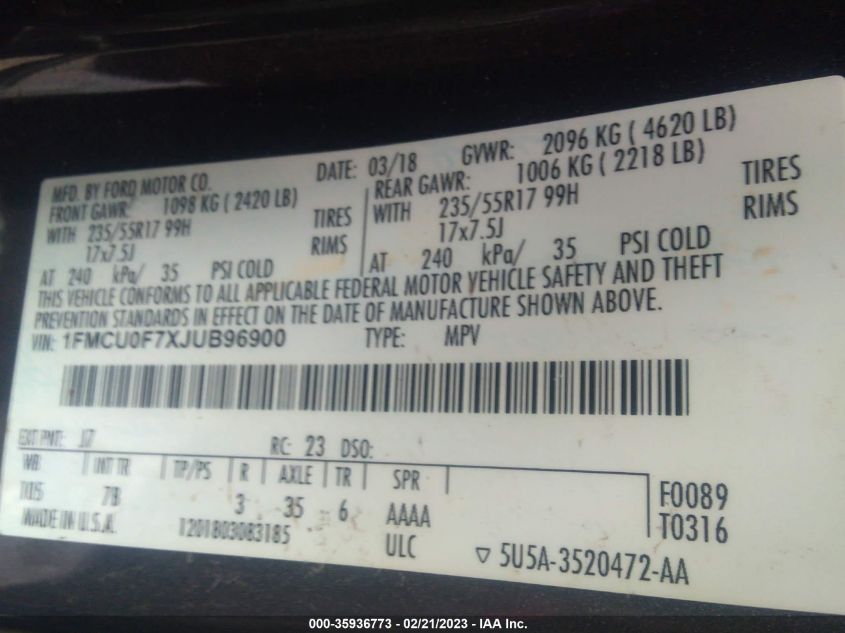 MFD. BY FORD MOTOR CO. DATE: 03/18 GVWR: 2096 KG ( 4620 LB)
FRONT GAWR: 1098 KG ( 2420 LB) REAR GAWR: 1006 KG ( 2218 LB)
WITH 235/55R17 99H TIRES WITH 235/55R17 99H TIRES
17x7.5J RIMS 17x7.5J RIMS
AT 240 kPa/ 35 PSI COLD AT 240 kPa/ 35 PSI COLD
THIS VEHICLE CONFORMS TO ALL APPLICABLE FEDERAL MOTOR VEHICLE SAFETY AND THEFT
PREVENTION STANDARDS IN EFFECT ON THE DATE OF MANUFACTURE SHOWN ABOVE.
VIN: 1FMCU0F7XJUB96900 TYPE: MPV
EXT PNT: JZ RC: 23 DSO:
WB INT TR TP/PS R AXLE TR SPR
105 7B 3 35 6 AAAA F0089
MADE IN U.S.A. 1201803083185 T0316
ULC ▽ 5U5A-3520472-AA
000-35936773 — 02/21/2023 — IAA Inc.